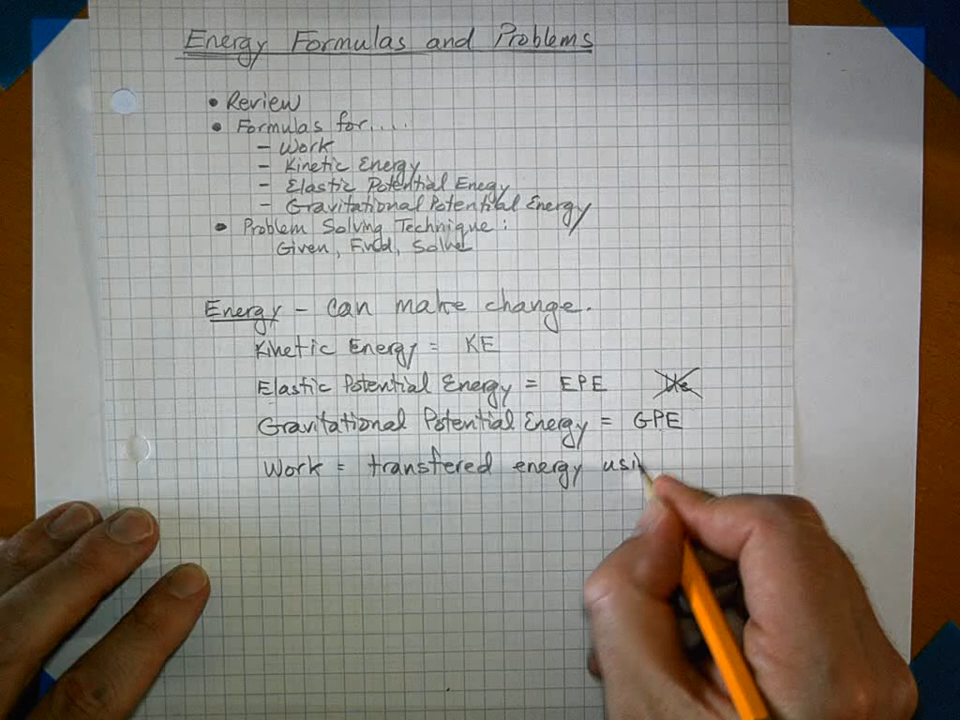 Energy Formulas and Problems
• Review
• Formulas for....
- Work
- Kinetic Energy
- Elastic Potential Enegy
- Gravitational Potential Energy
• Problem Solving Technique :
Given, Find, Solve
Energy - can make change.
Kinetic Energy = KE
Elastic Potential Energy = EPE
Gravitational Potential Energy = GPE
Work = transfered energy usi